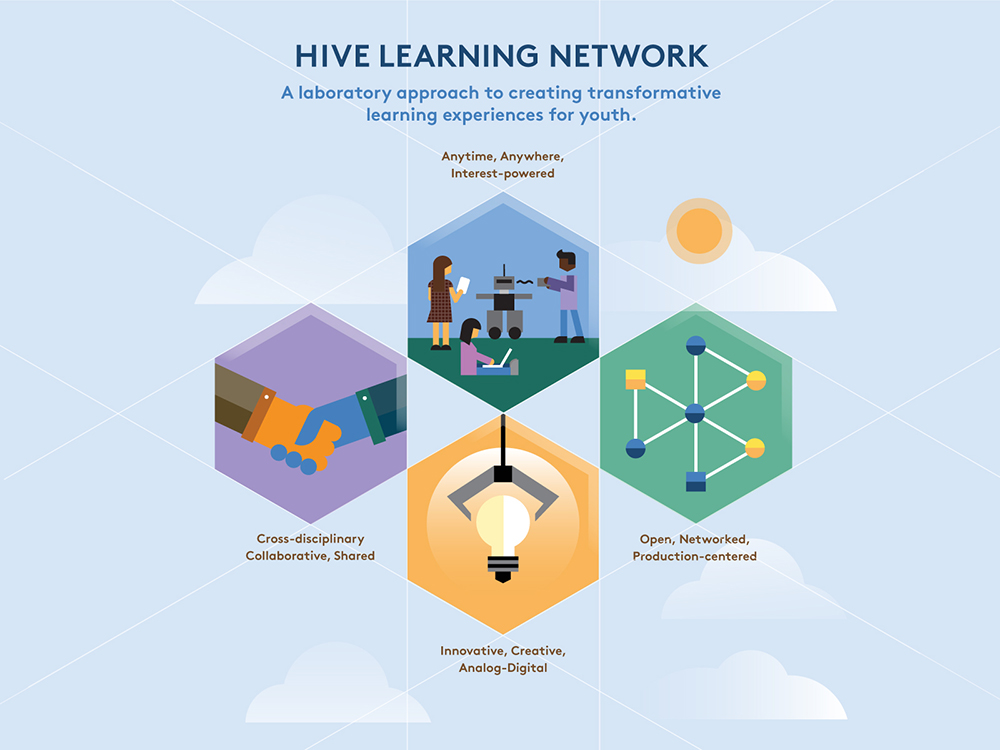 HIVE LEARNING NETWORK
A laboratory approach to creating transformative
learning experiences for youth.
Anytime, Anywhere,
Interest-powered
Cross-disciplinary
Collaborative, Shared
Open, Networked,
Production-centered
Innovative, Creative,
Analog-Digital